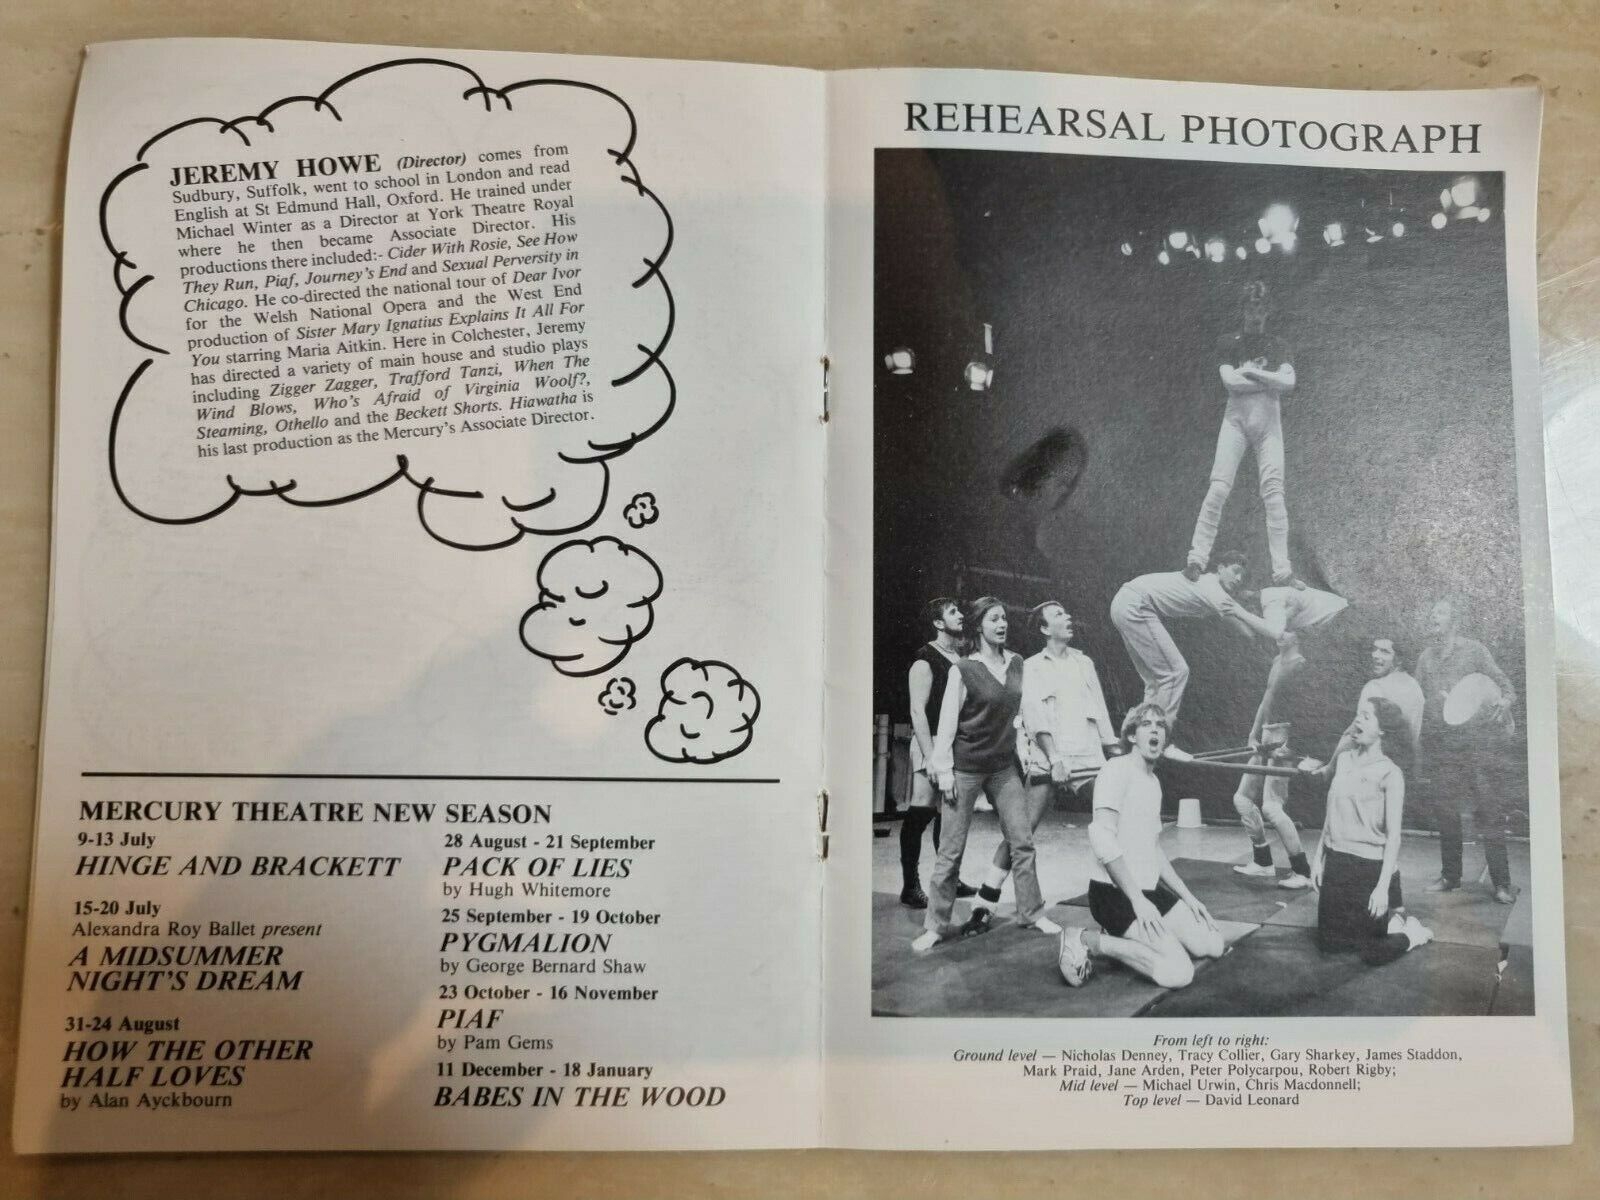 JEREMY HOWE (Director) comes from
Sudbury, Suffolk, went to school in London and read
English at St Edmund Hall, Oxford. He trained under
Michael Winter as a Director at York Theatre Royal
where he then became Associate Director. His
productions there included:- Cider With Rosie, See How
They Run, Piaf, Journey's End and Sexual Perversity in
Chicago. He co-directed the national tour of Dear Ivor
for the Welsh National Opera and the West End
production of Sister Mary Ignatius Explains It All For
You starring Maria Aitkin. Here in Colchester, Jeremy
has directed a variety of main house and studio plays
including Zigger Zagger, Trafford Tanzi, When The
Wind Blows, Who's Afraid of Virginia Woolf?,
Steaming, Othello and the Beckett Shorts. Hiawatha is
his last production as the Mercury's Associate Director.
MERCURY THEATRE NEW SEASON
9-13 July
HINGE AND BRACKETT
15-20 July
Alexandra Roy Ballet present
A MIDSUMMER
NIGHT'S DREAM
31-24 August
HOW THE OTHER
HALF LOVES
by Alan Ayckbourn
28 August - 21 September
PACK OF LIES
by Hugh Whitemore
25 September - 19 October
PYGMALION
by George Bernard Shaw
23 October - 16 November
PIAF
by Pam Gems
11 December - 18 January
BABES IN THE WOOD
REHEARSAL PHOTOGRAPH
From left to right:
Ground level — Nicholas Denney, Tracy Collier, Gary Sharkey, James Staddon,
Mark Praid, Jane Arden, Peter Polycarpou, Robert Rigby;
Mid level — Michael Urwin, Chris Macdonnell;
Top level — David Leonard